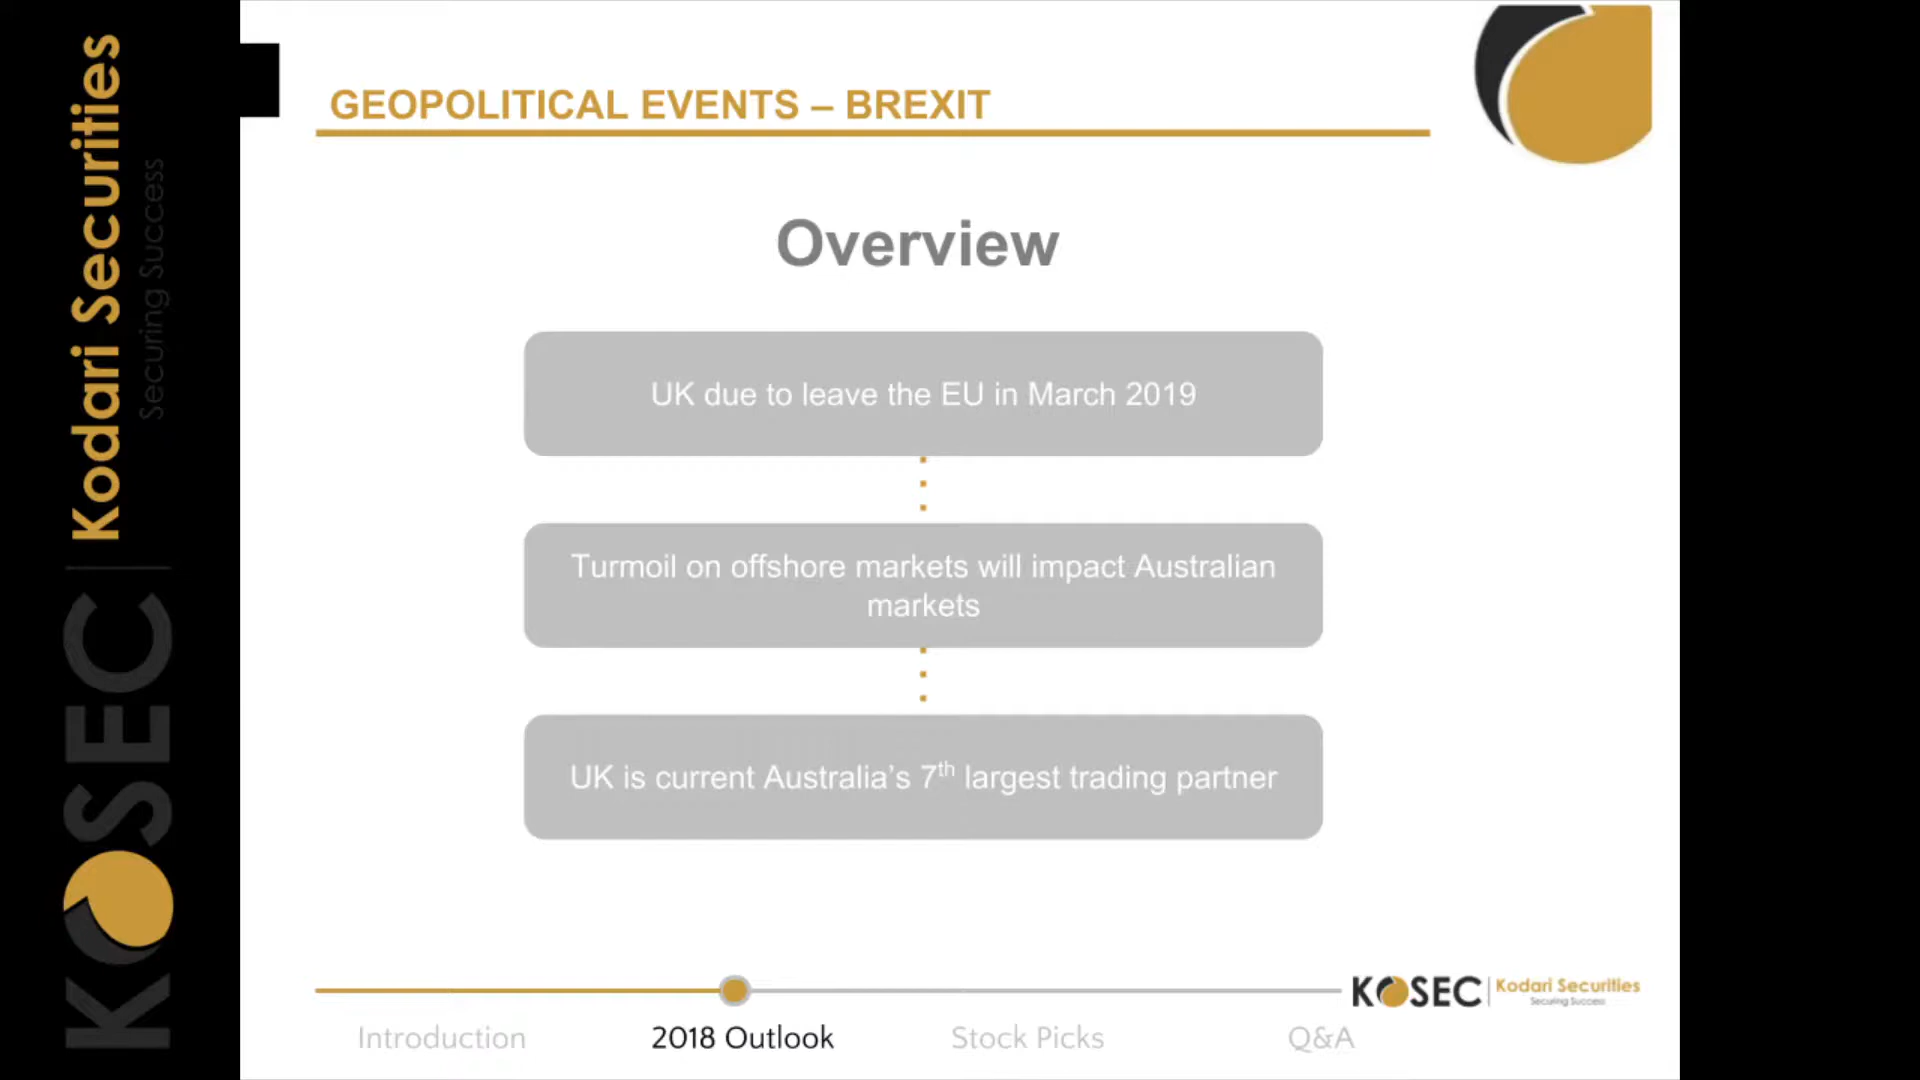 KOSEC | Kodari Securities
Securing Success
GEOPOLITICAL EVENTS – BREXIT
Overview
UK due to leave the EU in March 2019
Turmoil on offshore markets will impact Australian
markets
UK is current Australia’s 7th largest trading partner
KOSEC | Kodari Securities
Securing Success
Introduction
2018 Outlook
Stock Picks
Q&A